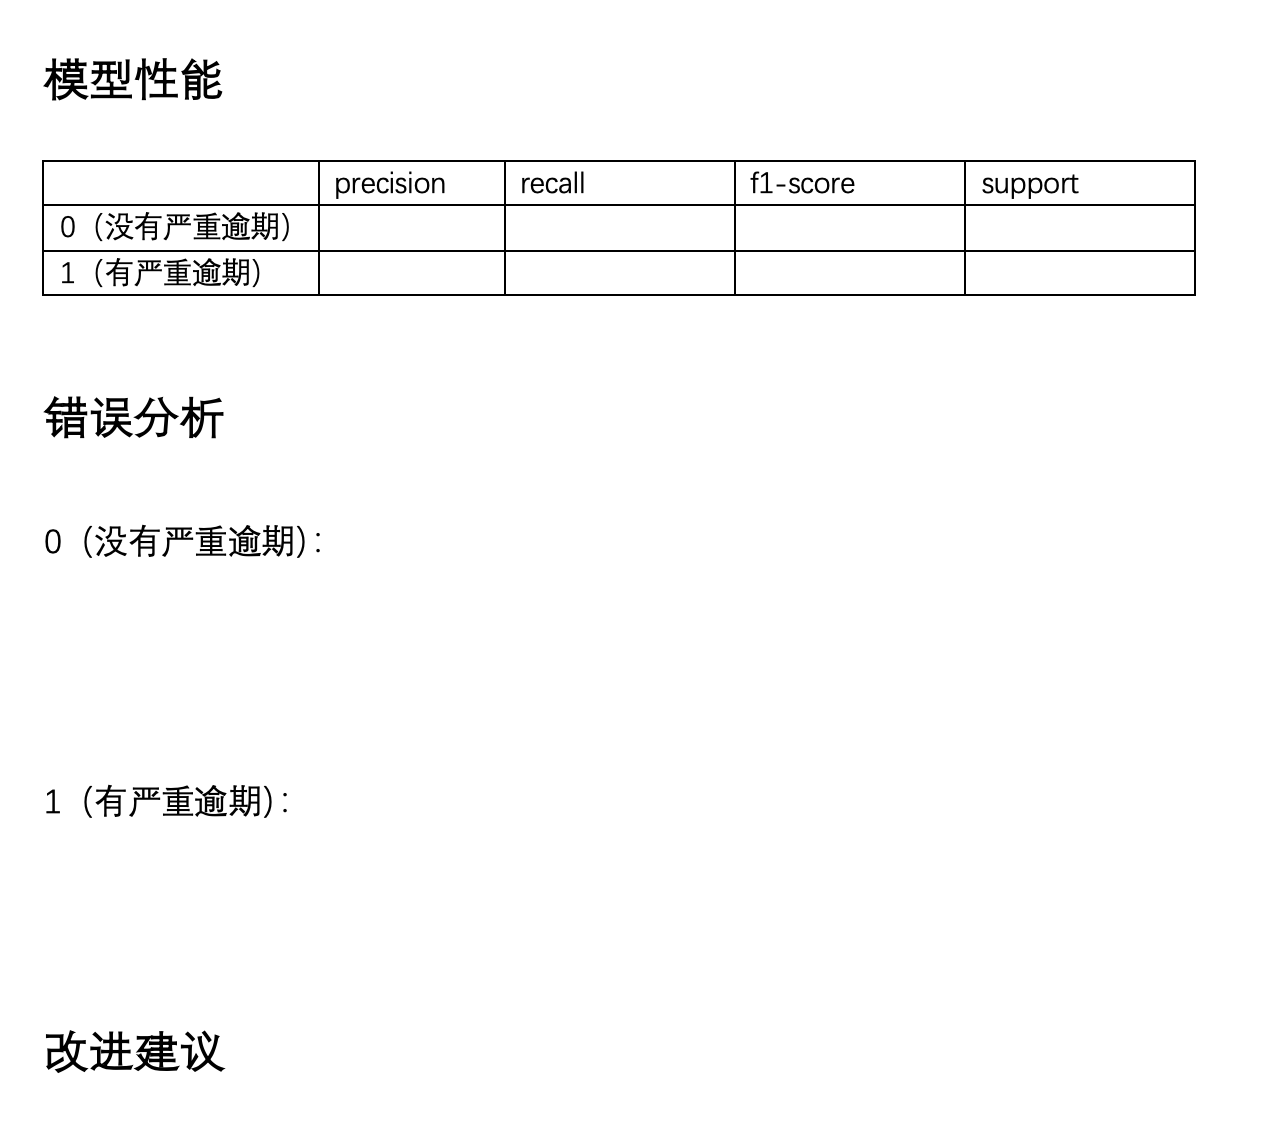 模型性能
precision recall f1-score support
0（没有严重逾期）
1（有严重逾期）
错误分析
0（没有严重逾期）：
1（有严重逾期）：
改进建议